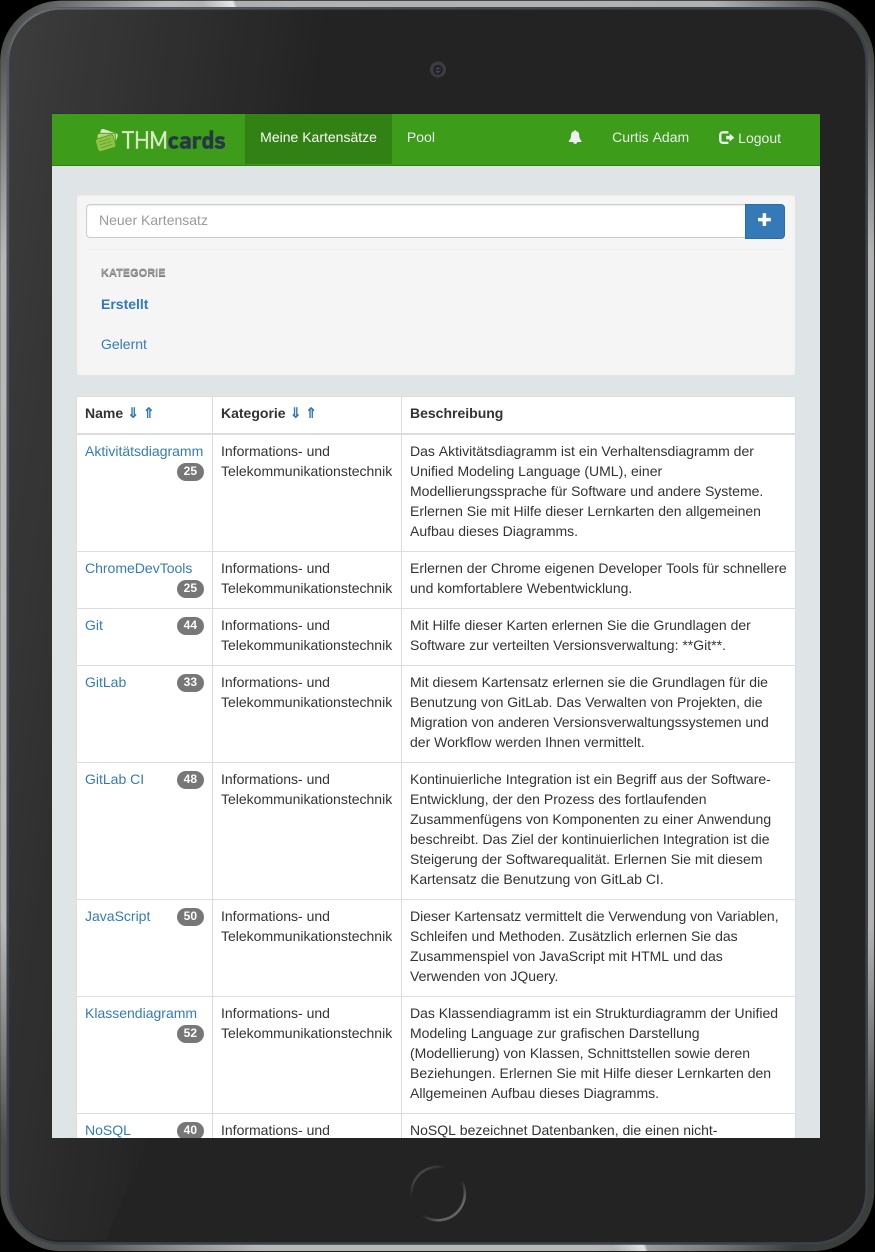 THMcards
Meine Kartensätze
Pool
Curtis Adam
Logout
Neuer Kartensatz
KATEGORIE
Erstellt
Gelernt
Name ⇓ ⇑
Kategorie ⇓ ⇑
Beschreibung
Aktivitätsdiagramm
25
Informations- und
Telekommunikationstechnik
Das Aktivitätsdiagramm ist ein Verhaltensdiagramm der
Unified Modeling Language (UML), einer
Modellierungssprache für Software und andere Systeme.
Erlernen Sie mit Hilfe dieser Lernkarten den allgemeinen
Aufbau dieses Diagramms.
ChromeDevTools
25
Informations- und
Telekommunikationstechnik
Erlernen der Chrome eigenen Developer Tools für schnellere
und komfortablere Webentwicklung.
Git 44
Informations- und
Telekommunikationstechnik
Mit Hilfe dieser Karten erlernen Sie die Grundlagen der
Software zur verteilten Versionsverwaltung: **Git**.
GitLab 33
Informations- und
Telekommunikationstechnik
Mit diesem Kartensatz erlernen sie die Grundlagen für die
Benutzung von GitLab. Das Verwalten von Projekten, die
Migration von anderen Versionsverwaltungssystemen und
der Workflow werden Ihnen vermittelt.
GitLab CI 48
Informations- und
Telekommunikationstechnik
Kontinuierliche Integration ist ein Begriff aus der Software-
Entwicklung, der den Prozess des fortlaufenden
Zusammenfügens von Komponenten zu einer Anwendung
beschreibt. Das Ziel der kontinuierlichen Integration ist die
Steigerung der Softwarequalität. Erlernen Sie mit diesem
Kartensatz die Benutzung von GitLab CI.
JavaScript 50
Informations- und
Telekommunikationstechnik
Dieser Kartensatz vermittelt die Verwendung von Variablen,
Schleifen und Methoden. Zusätzlich erlernen Sie das
Zusammenspiel von JavaScript mit HTML und das
Verwenden von JQuery.
Klassendiagramm
52
Informations- und
Telekommunikationstechnik
Das Klassendiagramm ist ein Strukturdiagramm der Unified
Modeling Language zur grafischen Darstellung
(Modellierung) von Klassen, Schnittstellen sowie deren
Beziehungen. Erlernen Sie mit Hilfe dieser Lernkarten den
Allgemeinen Aufbau dieses Diagramms.
NoSQL 40
Informations- und
NoSQL bezeichnet Datenbanken, die einen nicht-